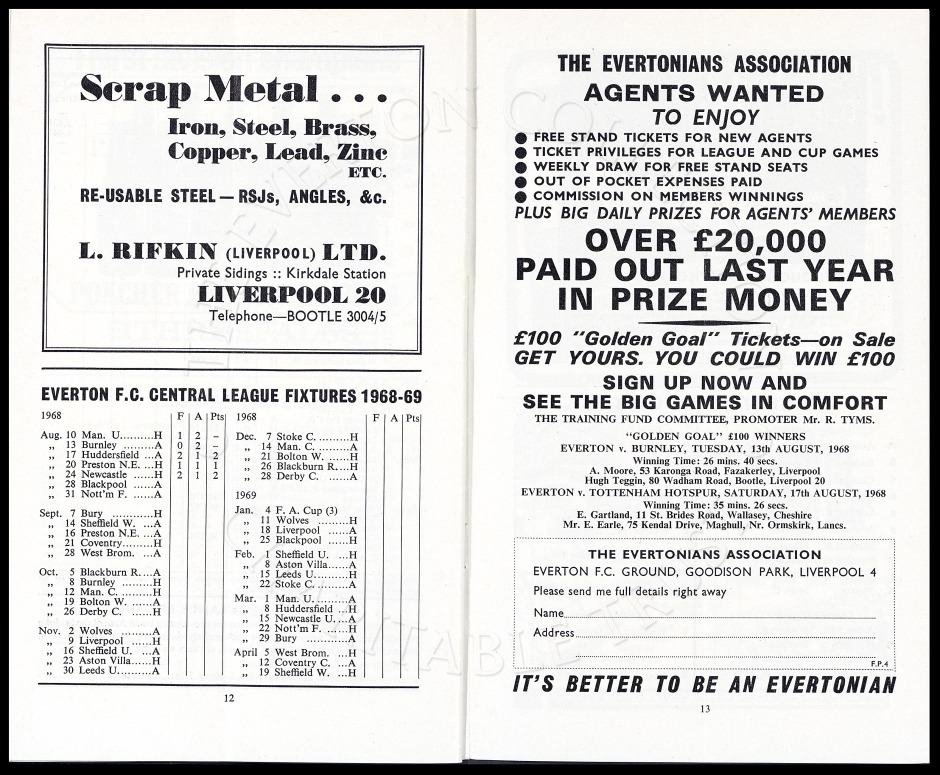 Scrap Metal . . .
Iron, Steel, Brass,
Copper, Lead, Zinc
ETC.
RE-USABLE STEEL — RSJs, ANGLES, &c.
L. RIFKIN (LIVERPOOL) LTD.
Private Sidings :: Kirkdale Station
LIVERPOOL 20
Telephone—BOOTLE 3004/5
EVERTON F.C. CENTRAL LEAGUE FIXTURES 1968-69
1968 F A Pts
Aug. 10 Man. U.........H 1 2 –
,, 13 Burnley .........A 0 2 –
,, 17 Huddersfield ...A 2 1 2
,, 20 Preston N.E. ...H 1 1 1
,, 24 Newcastle ......H 2 1 2
,, 28 Blackpool ......A
,, 31 Nott'm F. ......A
Sept. 7 Bury ............H
,, 14 Sheffield W. ...A
,, 16 Preston N.E. ...A
,, 21 Coventry.........H
,, 28 West Brom. ...A
Oct. 5 Blackburn R....A
,, 8 Burnley .........H
,, 12 Man. C. .........H
,, 19 Bolton W. ......A
,, 26 Derby C. ......H
Nov. 2 Wolves .........A
,, 9 Liverpool ......H
,, 16 Sheffield U. ...A
,, 23 Aston Villa......H
,, 30 Leeds U..........A
1968 F A Pts
Dec. 7 Stoke C. .........H
,, 14 Man. C. .........A
,, 21 Bolton W. ......H
,, 26 Blackburn R....H
,, 28 Derby C. ......A
1969
Jan. 4 F. A. Cup (3)
,, 11 Wolves .........H
,, 18 Liverpool ......A
,, 25 Blackpool ......H
Feb. 1 Sheffield U. ...H
,, 8 Aston Villa......A
,, 15 Leeds U.........H
,, 22 Stoke C. .........A
Mar. 1 Man. U. .........A
,, 8 Huddersfield ...H
,, 15 Newcastle U. ...A
,, 22 Nott'm F. ......H
,, 29 Bury ............A
April 5 West Brom. ...H
,, 12 Coventry C. ...A
,, 19 Sheffield W. ...H
12
THE EVERTONIANS ASSOCIATION
AGENTS WANTED
TO ENJOY
● FREE STAND TICKETS FOR NEW AGENTS
● TICKET PRIVILEGES FOR LEAGUE AND CUP GAMES
● WEEKLY DRAW FOR FREE STAND SEATS
● OUT OF POCKET EXPENSES PAID
● COMMISSION ON MEMBERS WINNINGS
PLUS BIG DAILY PRIZES FOR AGENTS' MEMBERS
OVER £20,000
PAID OUT LAST YEAR
IN PRIZE MONEY
£100 "Golden Goal" Tickets—on Sale
GET YOURS. YOU COULD WIN £100
SIGN UP NOW AND
SEE THE BIG GAMES IN COMFORT
THE TRAINING FUND COMMITTEE, PROMOTER Mr. R. TYMS.
"GOLDEN GOAL" £100 WINNERS
EVERTON v. BURNLEY, TUESDAY, 13th AUGUST, 1968
Winning Time: 26 mins. 40 secs.
A. Moore, 53 Karonga Road, Fazakerley, Liverpool
Hugh Teggin, 80 Wadham Road, Bootle, Liverpool 20
EVERTON v. TOTTENHAM HOTSPUR, SATURDAY, 17th AUGUST, 1968
Winning Time: 35 mins. 26 secs.
E. Gartland, 11 St. Brides Road, Wallasey, Cheshire
Mr. E. Earle, 75 Kendal Drive, Maghull, Nr. Ormskirk, Lancs.
THE EVERTONIANS ASSOCIATION
EVERTON F.C. GROUND, GOODISON PARK, LIVERPOOL 4
Please send me full details right away
Name
Address
F.P.4
IT'S BETTER TO BE AN EVERTONIAN
13